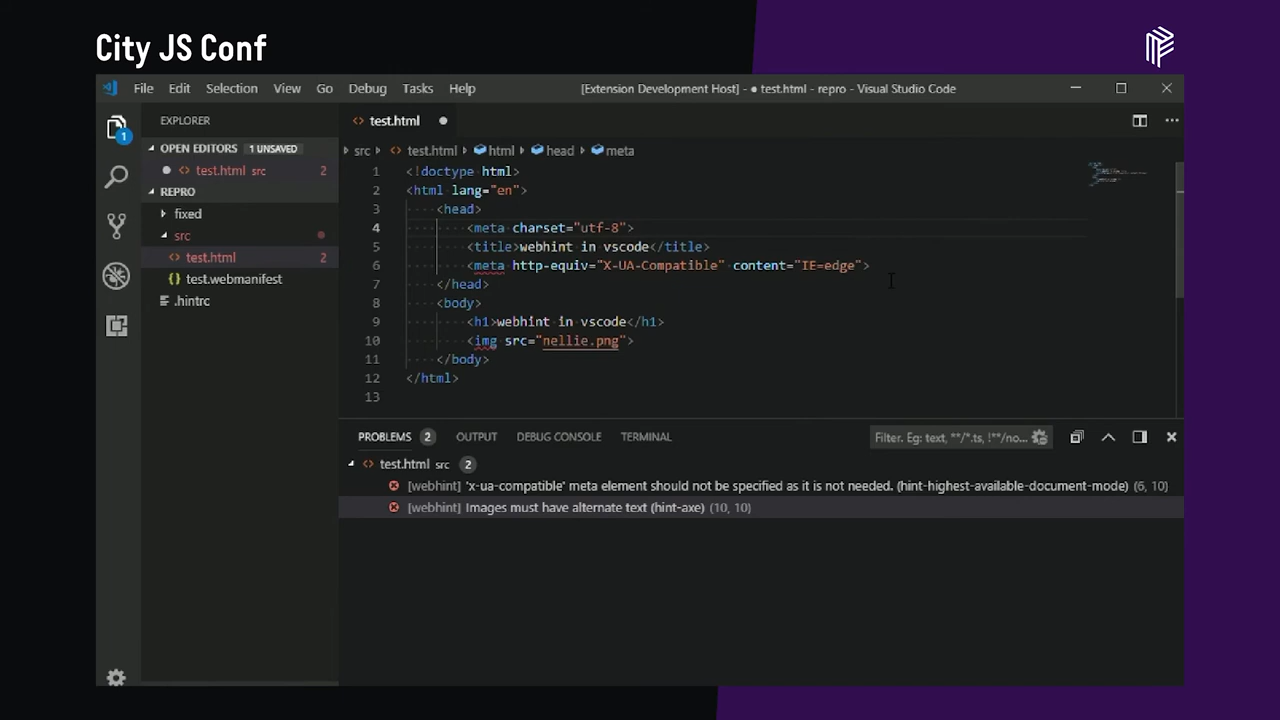 City JS Conf
File Edit Selection View Go Debug Tasks Help [Extension Development Host] - ● test.html - repro - Visual Studio Code
EXPLORER
OPEN EDITORS 1 UNSAVED
test.html src 2
REPRO
fixed
src
test.html 2
test.webmanifest
.hintrc
1
test.html
src test.html html head meta
1 <!doctype html>
2 <html lang="en">
3 <head>
4 <meta charset="utf-8">
5 <title>webhint in vscode</title>
6 <meta http-equiv="X-UA-Compatible" content="IE=edge">
7 </head>
8 <body>
9 <h1>webhint in vscode</h1>
10 <img src="nellie.png">
11 </body>
12 </html>
13
PROBLEMS 2 OUTPUT DEBUG CONSOLE TERMINAL Filter. Eg: text, **/*.ts, !**/no...
test.html src 2
[webhint] 'x-ua-compatible' meta element should not be specified as it is not needed. (hint-highest-available-document-mode) (6, 10)
[webhint] Images must have alternate text (hint-axe) (10, 10)